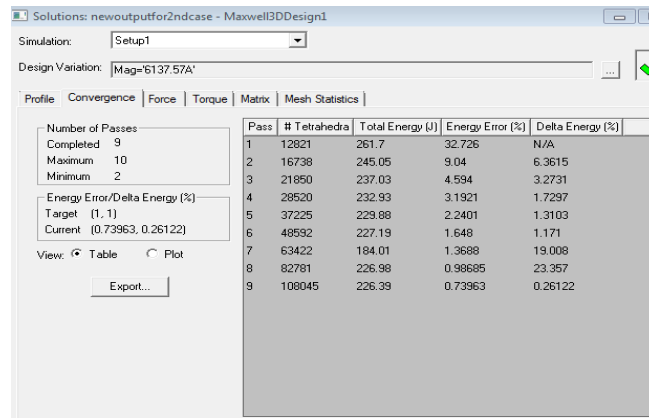 Solutions: newoutputfor2ndcase - Maxwell3DDesign1
Simulation: Setup1
Design Variation: Mag='6137.57A' ...
Profile Convergence Force Torque Matrix Mesh Statistics
Number of Passes
Completed 9
Maximum 10
Minimum 2
Energy Error/Delta Energy (%)
Target (1, 1)
Current (0.73963, 0.26122)
View: Table Plot
Export...
Pass # Tetrahedra Total Energy (J) Energy Error (%) Delta Energy (%)
1 12821 261.7 32.726 N/A
2 16738 245.05 9.04 6.3615
3 21850 237.03 4.594 3.2731
4 28520 232.93 3.1921 1.7297
5 37225 229.88 2.2401 1.3103
6 48592 227.19 1.648 1.171
7 63422 184.01 1.3688 19.008
8 82781 226.98 0.98685 23.357
9 108045 226.39 0.73963 0.26122